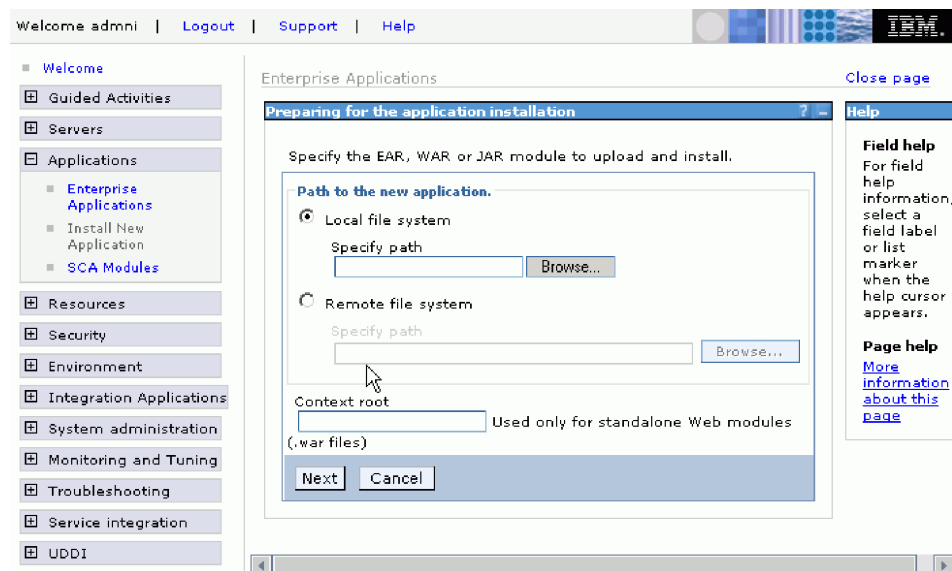 Welcome admni | Logout | Support | Help
IBM.
Welcome
Guided Activities
Servers
Applications
Enterprise
Applications
Install New
Application
SCA Modules
Resources
Security
Environment
Integration Applications
System administration
Monitoring and Tuning
Troubleshooting
Service integration
UDDI
Enterprise Applications
Close page
Preparing for the application installation ? –
Specify the EAR, WAR or JAR module to upload and install.
Path to the new application.
Local file system
Specify path
Browse...
Remote file system
Specify path
Browse...
Context root
Used only for standalone Web modules
(.war files)
Next Cancel
Help
Field help
For field
help
information,
select a
field label
or list
marker
when the
help cursor
appears.
Page help
More
information
about this
page